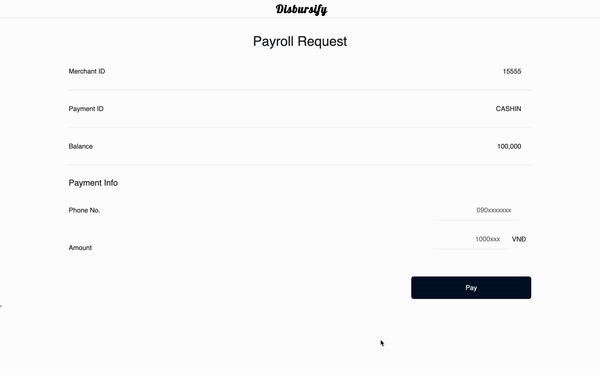 Disbursify
Payroll Request
Merchant ID 15555
Payment ID CASHIN
Balance 100,000
Payment Info
Phone No. 090xxxxxxx
Amount 1000xxx VNĐ
Pay